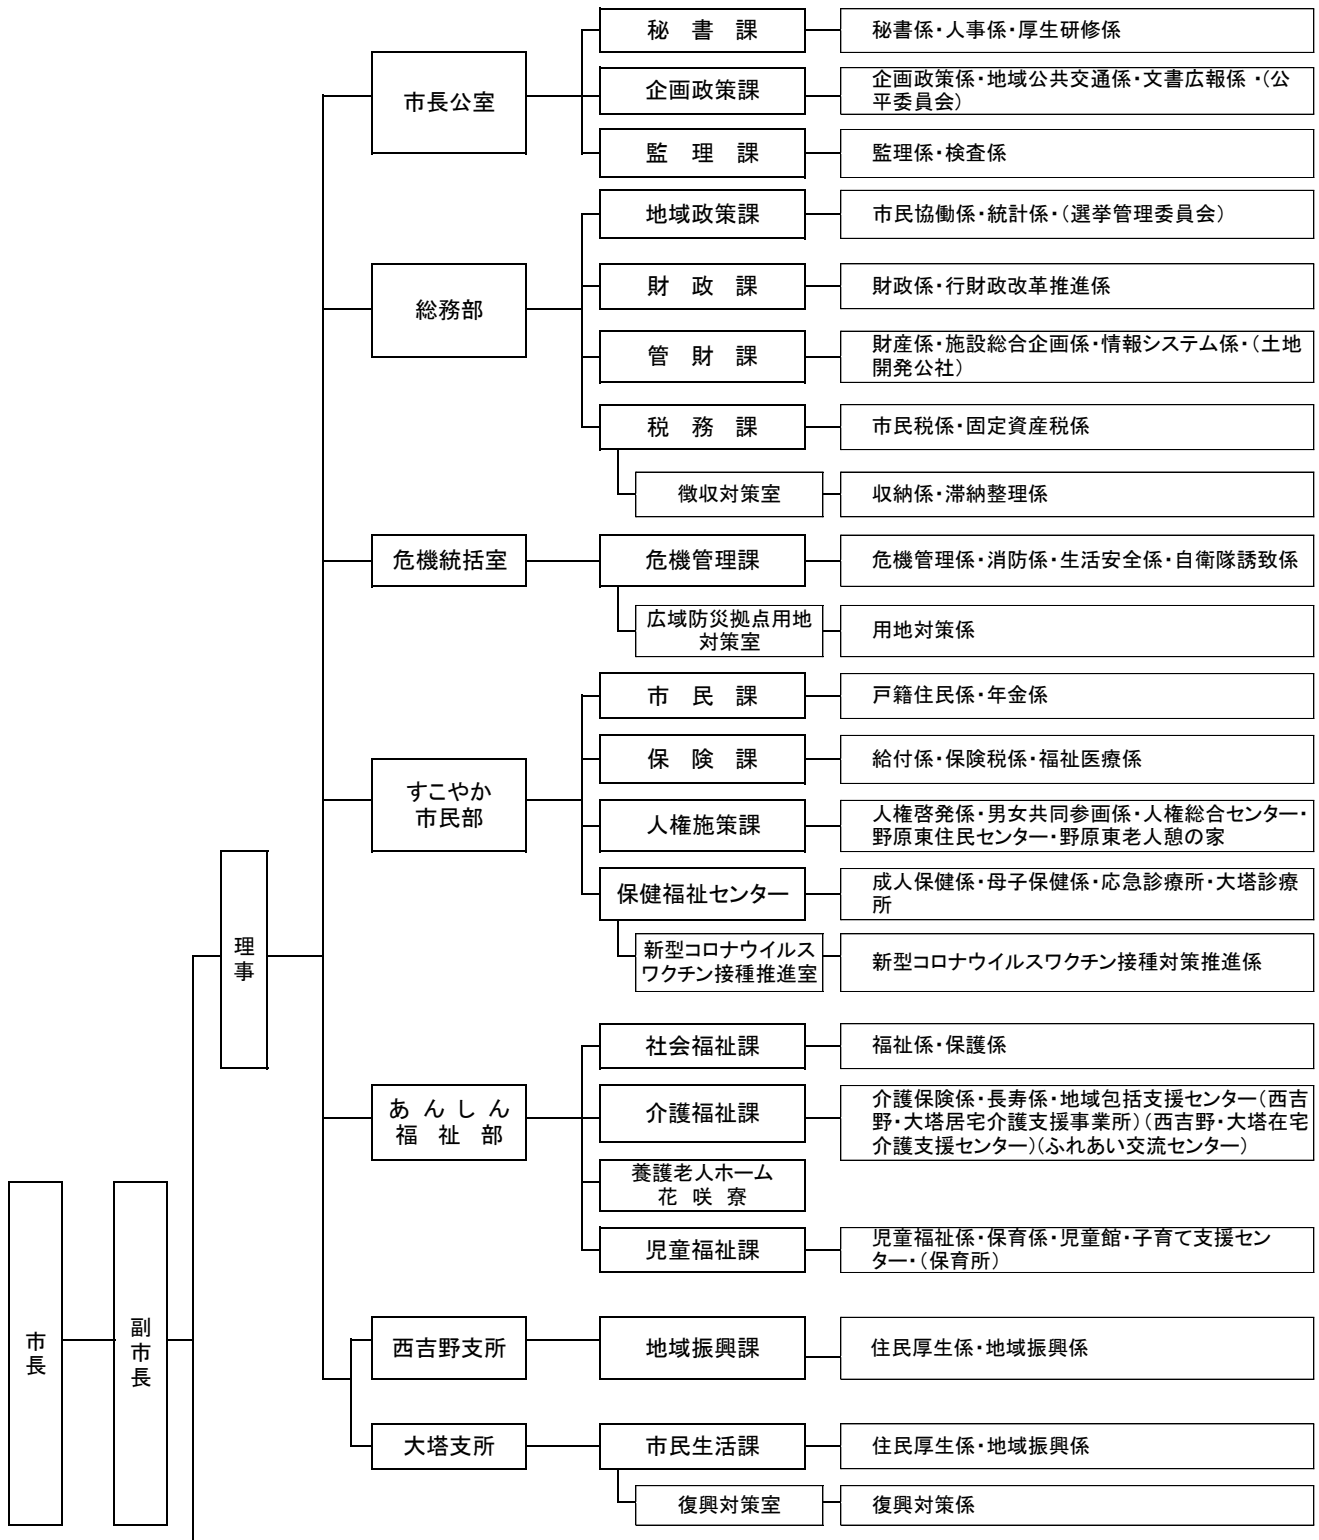 秘書課
秘書係・人事係・厚生研修係
市長公室
企画政策課
企画政策係・地域公共交通係・文書広報係 ・(公
平委員会)
監理課
監理係・検査係
地域政策課
市民協働係・統計係・(選挙管理委員会)
総務部
財政課
財政係・行財政改革推進係
管財課
財産係・施設総合企画係・情報システム係・(土地
開発公社)
税務課
市民税係・固定資産税係
徴収対策室
収納係・滞納整理係
危機統括室
危機管理課
危機管理係・消防係・生活安全係・自衛隊誘致係
広域防災拠点用地
対策室
用地対策係
市民課
戸籍住民係・年金係
すこやか
市民部
保険課
給付係・保険税係・福祉医療係
人権施策課
人権啓発係・男女共同参画係・人権総合センター・
野原東住民センター・野原東老人憩の家
保健福祉センター
成人保健係・母子保健係・応急診療所・大塔診療
所
新型コロナウイルス
ワクチン接種推進室
新型コロナウイルスワクチン接種対策推進係
理事
社会福祉課
福祉係・保護係
あんしん
福祉部
介護福祉課
介護保険係・長寿係・地域包括支援センター(西吉
野・大塔居宅介護支援事業所)(西吉野・大塔在宅
介護支援センター)(ふれあい交流センター)
養護老人ホーム
花咲寮
児童福祉課
児童福祉係・保育係・児童館・子育て支援セン
ター・(保育所)
市長
副市長
西吉野支所
地域振興課
住民厚生係・地域振興係
大塔支所
市民生活課
住民厚生係・地域振興係
復興対策室
復興対策係